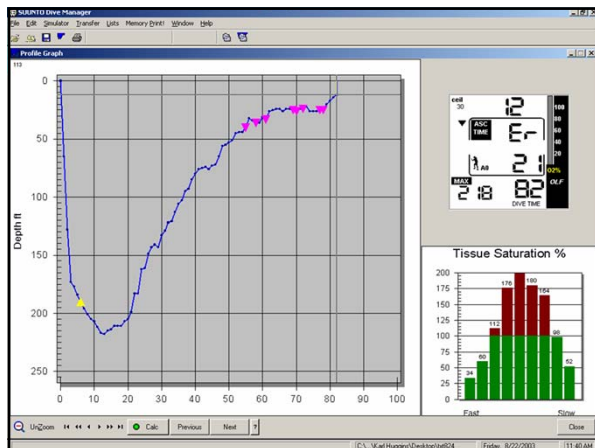 SUUNTO Dive Manager
File Edit Simulator Transfer Lists Memory Print! Window Help
Profile Graph
113
0
50
100
150
200
250
Depth ft
0 10 20 30 40 50 60 70 80 90 100
ceil
30
12
ASC TIME
Er
A0
21
MAX
218
82
DIVE TIME
100
80
60
40
20
O2%
OLF
Tissue Saturation %
200
175
150
125
100
75
50
25
0
34 60 112 176 180 164 98 52
Fast Slow
UnZoom Calc Previous Next ? Close
Friday, 8/22/2003 11:40 AM